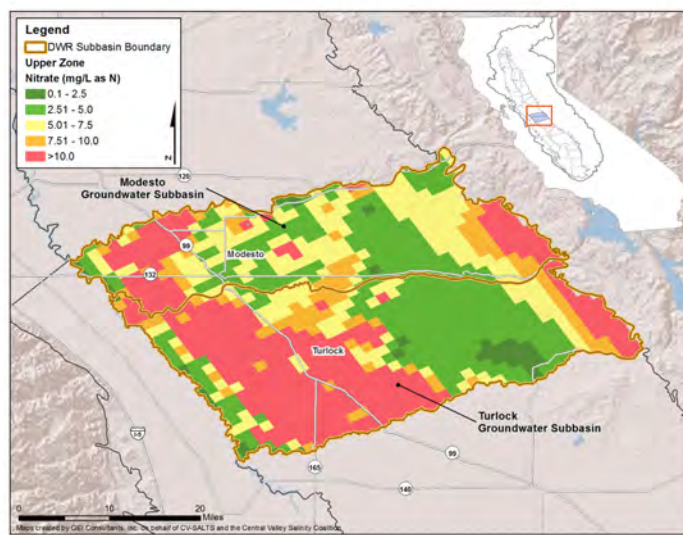 Legend
DWR Subbasin Boundary
Upper Zone
Nitrate (mg/L as N)
0.1 - 2.5
2.51 - 5.0
5.01 - 7.5
7.51 - 10.0
>10.0
N
120
Modesto
Groundwater Subbasin
99
Modesto
132
Turlock
Turlock
Groundwater Subbasin
I-5
99
165
140
0 10 20
Miles
Maps created by GEI Consultants, Inc. on behalf of CV-SALTS and the Central Valley Salinity Coalition